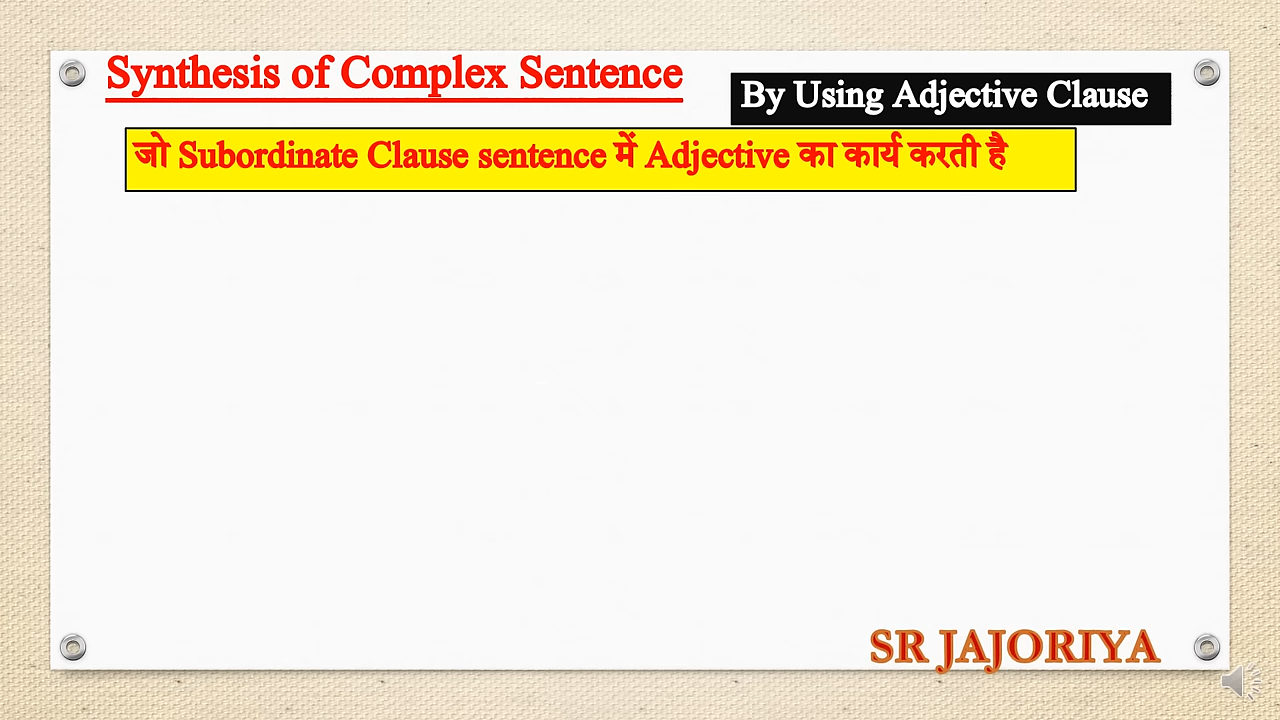 Synthesis of Complex Sentence
By Using Adjective Clause
जो Subordinate Clause sentence में Adjective का कार्य करती है
SR JAJORIYA